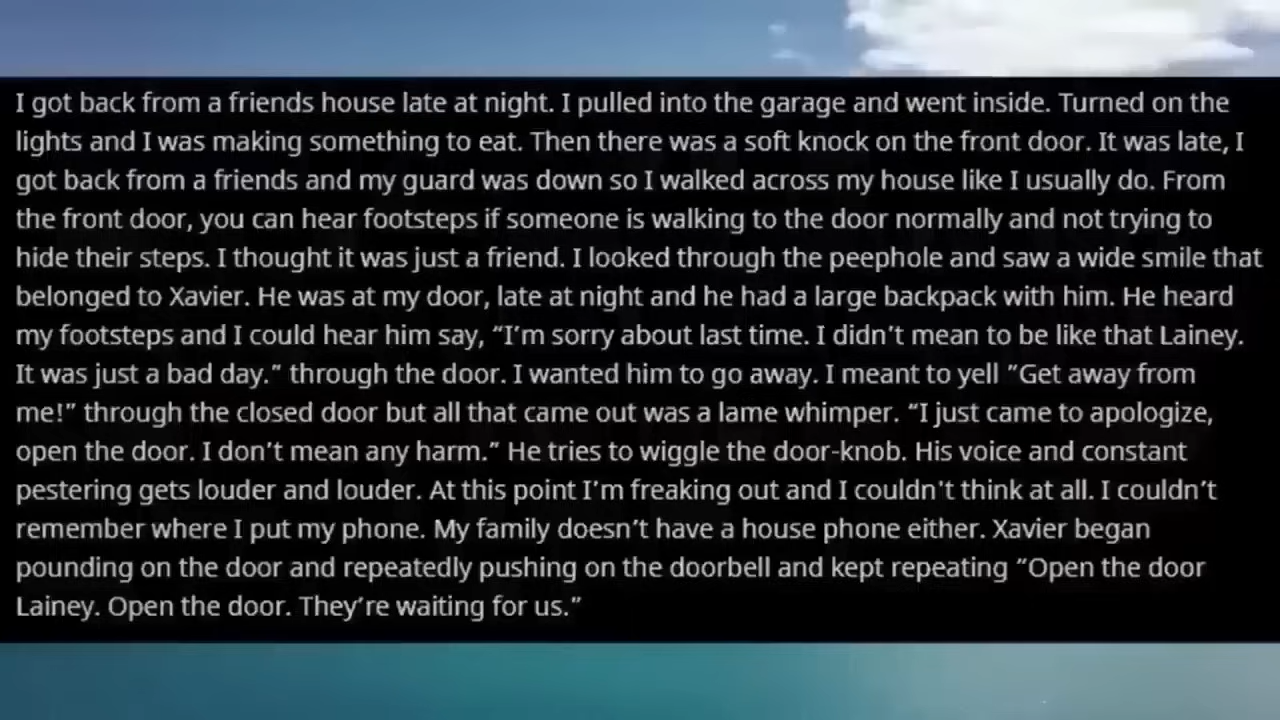 I got back from a friends house late at night. I pulled into the garage and went inside. Turned on the
lights and I was making something to eat. Then there was a soft knock on the front door. It was late, I
got back from a friends and my guard was down so I walked across my house like I usually do. From
the front door, you can hear footsteps if someone is walking to the door normally and not trying to
hide their steps. I thought it was just a friend. I looked through the peephole and saw a wide smile that
belonged to Xavier. He was at my door, late at night and he had a large backpack with him. He heard
my footsteps and I could hear him say, “I’m sorry about last time. I didn’t mean to be like that Lainey.
It was just a bad day.” through the door. I wanted him to go away. I meant to yell “Get away from
me!” through the closed door but all that came out was a lame whimper. “I just came to apologize,
open the door. I don’t mean any harm.” He tries to wiggle the door-knob. His voice and constant
pestering gets louder and louder. At this point I’m freaking out and I couldn't think at all. I couldn’t
remember where I put my phone. My family doesn’t have a house phone either. Xavier began
pounding on the door and repeatedly pushing on the doorbell and kept repeating “Open the door
Lainey. Open the door. They’re waiting for us.”